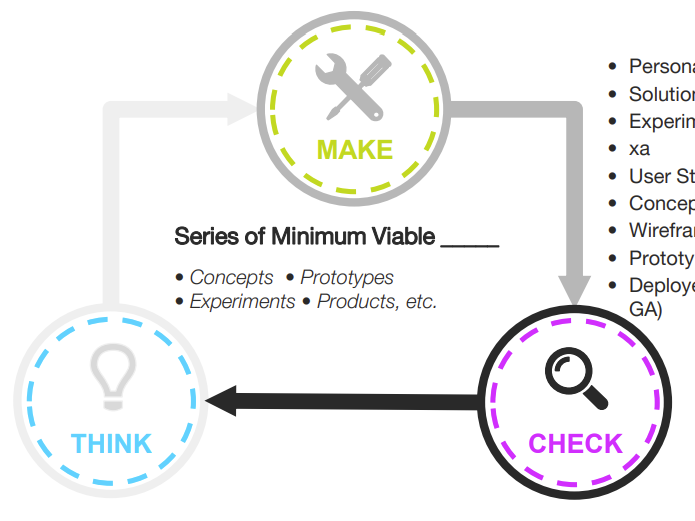 MAKE
• Persona
• Solution
• Experim
• xa
• User St
• Concep
• Wirefra
• Prototy
• Deploye
GA)
Series of Minimum Viable _____
• Concepts • Prototypes
• Experiments • Products, etc.
THINK
CHECK